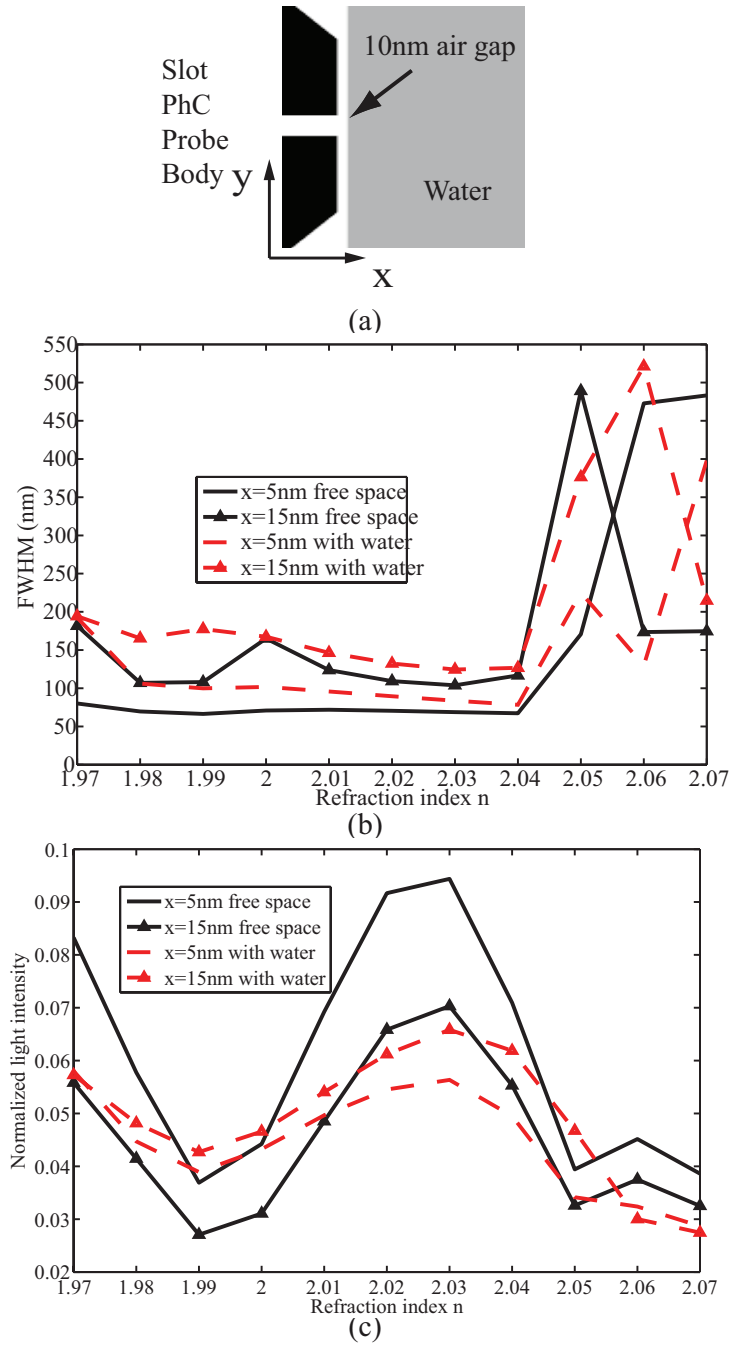 Slot
PhC
Probe
Body
10nm air gap
Water
y
x
(a)
FWHM (nm)
550
500
450
400
350
300
250
200
150
100
50
0
x=5nm free space
x=15nm free space
x=5nm with water
x=15nm with water
1.97 1.98 1.99 2 2.01 2.02 2.03 2.04 2.05 2.06 2.07
Refraction index n
(b)
Normalized light intensity
0.1
0.09
0.08
0.07
0.06
0.05
0.04
0.03
0.02
x=5nm free space
x=15nm free space
x=5nm with water
x=15nm with water
1.97 1.98 1.99 2 2.01 2.02 2.03 2.04 2.05 2.06 2.07
Refraction index n
(c)